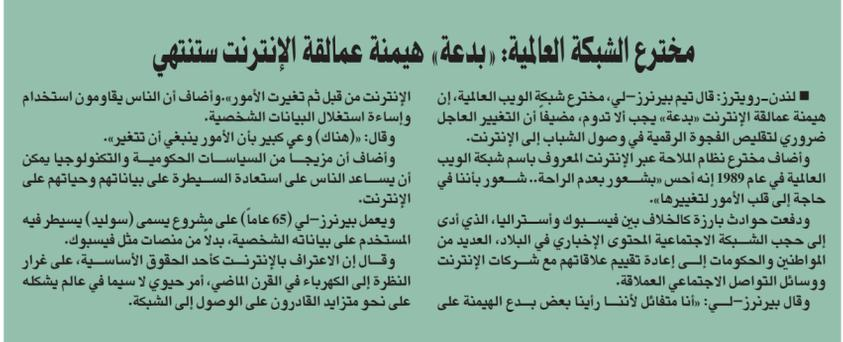 مخترع الشبكة العالمية: «بدعة» هيمنة عمالقة الإنترنت ستنتهي
■ لندن-رويترز: قال تيم بيرنرز-لي، مخترع شبكة الويب العالمية، إن
هيمنة عمالقة الإنترنت «بدعة» يجب ألا تدوم، مضيفاً أن التغيير العاجل
ضروري لتقليص الفجوة الرقمية في وصول الشباب إلى الإنترنت.
وأضاف مخترع نظام الملاحة عبر الإنترنت المعروف باسم شبكة الويب
العالمية في عام 1989 إنه أحس «بشعور بعدم الراحة.. شعور بأننا في
حاجة إلى قلب الأمور لتغييرها».
ودفعت حوادث بارزة كالخلاف بين فيسبوك وأستراليا، الذي أدى
إلى حجب الشبكة الاجتماعية المحتوى الإخباري في البلاد، العديد من
المواطنين والحكومات إلى إعادة تقييم علاقاتهم مع شركات الإنترنت
ووسائل التواصل الاجتماعي العملاقة.
وقال بيرنرز-لي: «أنا متفائل لأننا رأينا بعض بدع الهيمنة على
الإنترنت من قبل ثم تغيرت الأمور».وأضاف أن الناس يقاومون استخدام
وإساءة استغلال البيانات الشخصية.
وقال: «(هناك) وعي كبير بأن الأمور ينبغي أن تتغير».
وأضاف أن مزيجا من السياسات الحكومية والتكنولوجيا يمكن
أن يساعد الناس على استعادة السيطرة على بياناتهم وحياتهم على
الإنترنت.
ويعمل بيرنرز-لي (65 عاماً) على مشروع يسمى (سوليد) يسيطر فيه
المستخدم على بياناته الشخصية، بدلاً من منصات مثل فيسبوك.
وقال إن الاعتراف بالإنترنت كأحد الحقوق الأساسية، على غرار
النظرة إلى الكهرباء في القرن الماضي، أمر حيوي لا سيما في عالم يشكله
على نحو متزايد القادرون على الوصول إلى الشبكة.